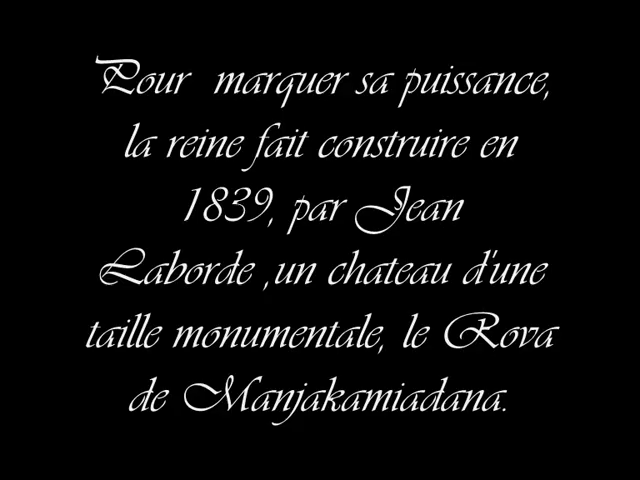 Pour  marquer sa puissance,
la reine fait construire en
1839, par Jean
Laborde ,un chateau d'une
taille monumentale, le Rova
de Manjakamiadana.